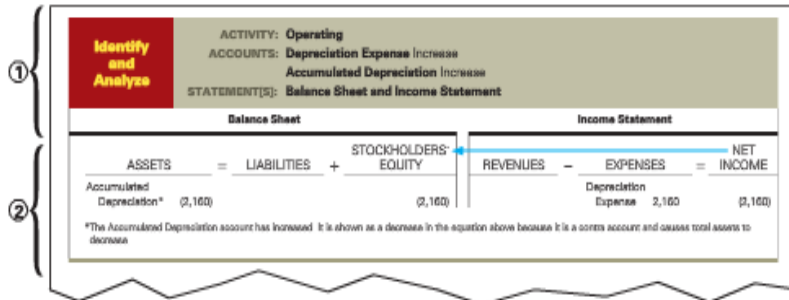 ①
Identify
and
Analyze
ACTIVITY: Operating
ACCOUNTS: Depreciation Expense Increase
Accumulated Depreciation Increase
STATEMENT(S): Balance Sheet and Income Statement
Balance Sheet Income Statement
②
ASSETS = LIABILITIES + STOCKHOLDERS' EQUITY REVENUES – EXPENSES = NET INCOME
Accumulated Depreciation
Depreciation* (2,160) (2,160) Expense 2,160 (2,160)
*The Accumulated Depreciation account has increased It is shown as a decrease in the equation above because it is a contra account and causes total assets to
decrease